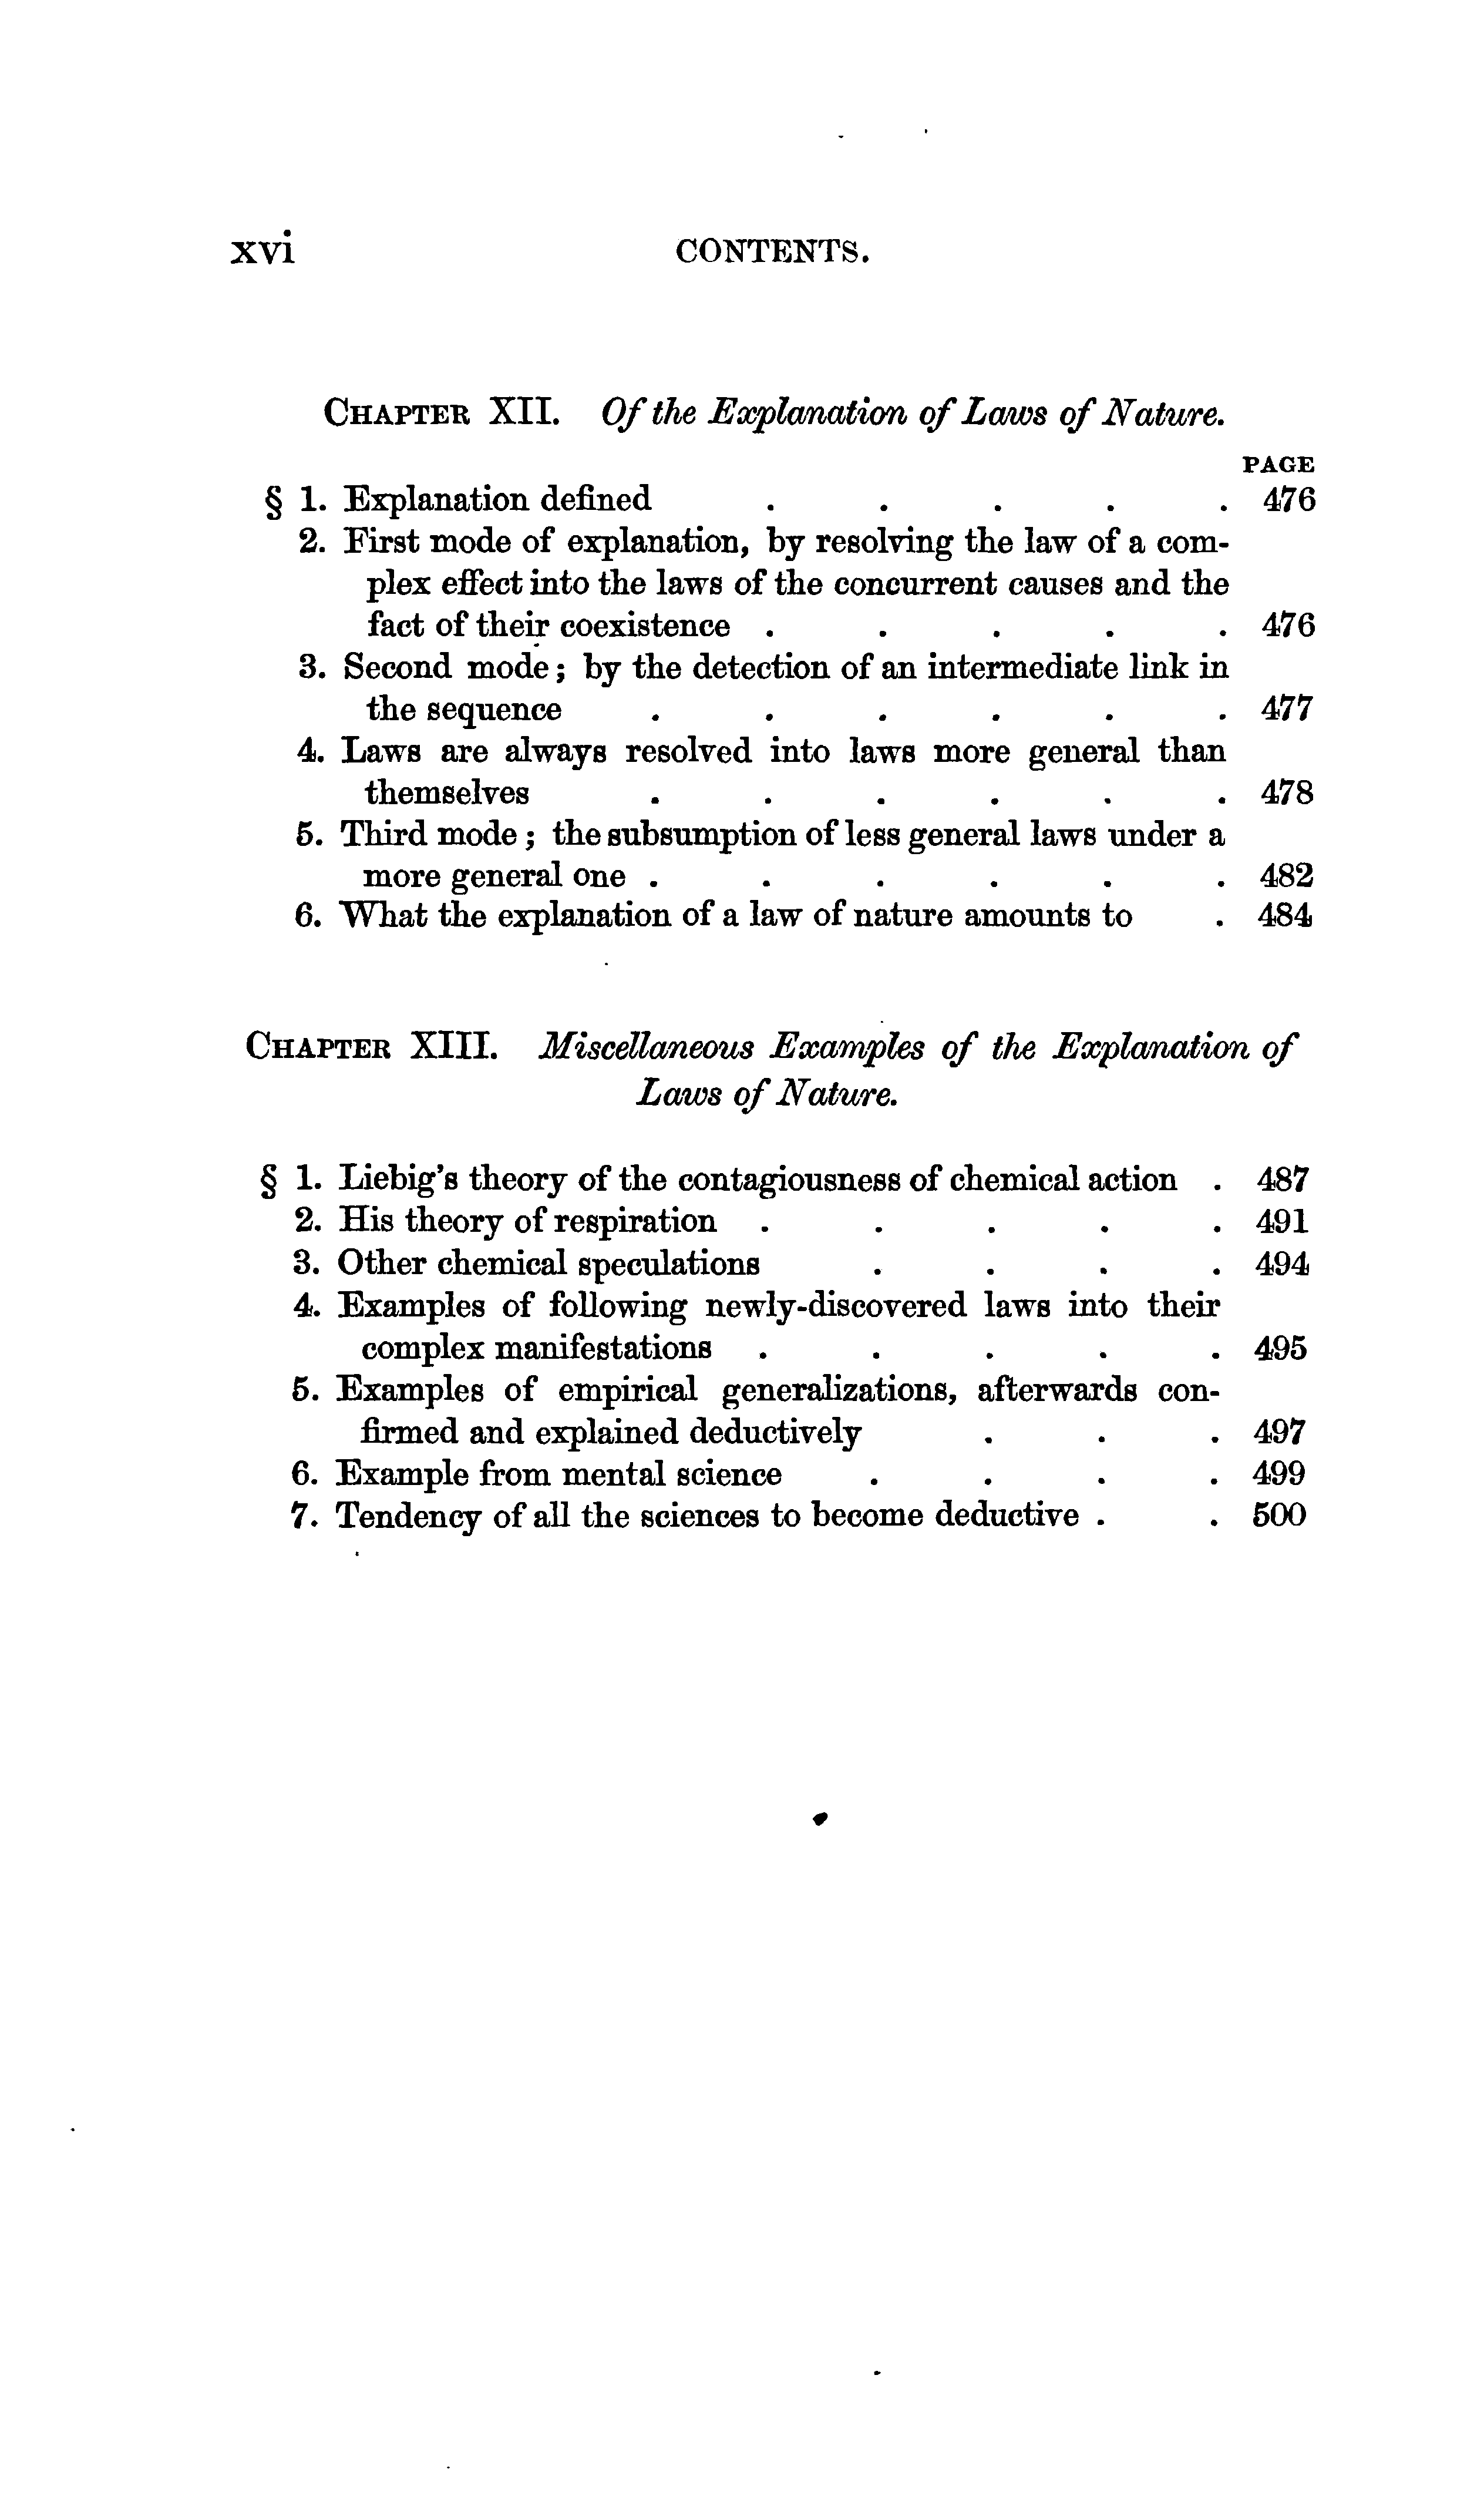 xvi CONTENTS.
CHAPTER XII. Of the Explanation of Laws of Nature.
PAGE
§ 1. Explanation defined . . . . . 476
2. First mode of explanation, by resolving the law of a com-
plex effect into the laws of the concurrent causes and the
fact of their coexistence . . . . . 476
3. Second mode; by the detection of an intermediate link in
the sequence . . . . . . 477
4. Laws are always resolved into laws more general than
themselves . . . . . . 478
5. Third mode; the subsumption of less general laws under a
more general one . . . . . . 482
6. What the explanation of a law of nature amounts to . 484
CHAPTER XIII. Miscellaneous Examples of the Explanation of
Laws of Nature.
§ 1. Liebig's theory of the contagiousness of chemical action . 487
2. His theory of respiration . . . . . 491
3. Other chemical speculations . . . . 494
4. Examples of following newly-discovered laws into their
complex manifestations . . . . . 495
5. Examples of empirical generalizations, afterwards con-
firmed and explained deductively . . . 497
6. Example from mental science . . . . 499
7. Tendency of all the sciences to become deductive . . 500